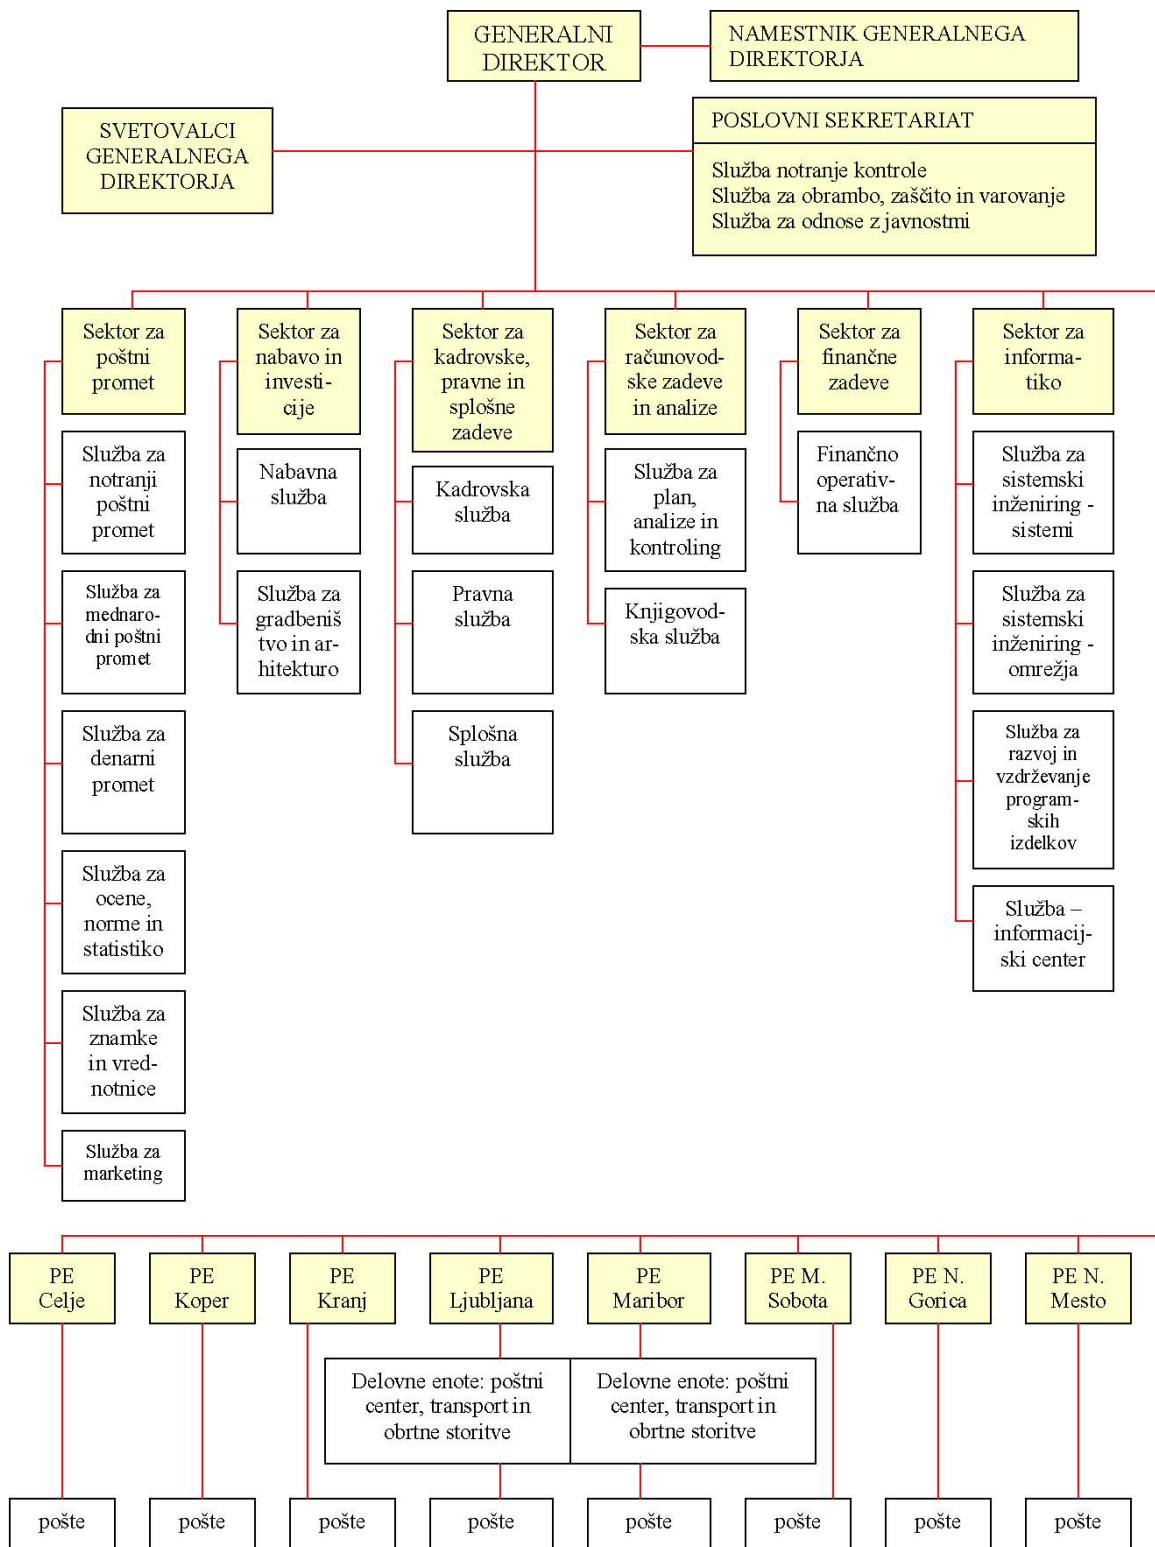 GENERALNI
DIREKTOR
NAMESTNIK GENERALNEGA
DIREKTORJA
SVETOVALCI
GENERALNEGA
DIREKTORJA
POSLOVNI SEKRETARIAT
Služba notranje kontrole
Služba za obrambo, zaščito in varovanje
Služba za odnose z javnostmi
Sektor za
poštni
promet
Služba za
notranji
poštni
promet
Služba za
mednaro-
dni poštni
promet
Služba za
denarni
promet
Služba za
ocene,
norme in
statistiko
Služba za
znamke
in vred-
notnice
Služba za
marketing
Sektor za
nabavo in
investi-
cije
Nabavna
služba
Služba za
gradbeniš
tvo in ar-
hitekturo
Sektor za
kadrovske,
pravne in
splošne
zadeve
Kadrovska
služba
Pravna
služba
Splošna
služba
Sektor za
računovod-
ske zadeve
in analize
Služba za
plan,
analize in
kontroling
Knjigovod-
ska služba
Sektor za
finančne
zadeve
Finančno
operativ-
na služba
Sektor za
informa-
tiko
Služba za
sistemski
inženiring -
sistemi
Služba za
sistemski
inženiring -
omrežja
Služba za
razvoj in
vzdrževanje
program-
skih
izdelkov
Služba –
informacij-
ski center
PE
Celje
PE
Koper
PE
Kranj
PE
Ljubljana
PE
Maribor
PE M.
Sobota
PE N.
Gorica
PE N.
Mesto
Delovne enote: poštni
center, transport in
obrtne storitve
Delovne enote: poštni
center, transport in
obrtne storitve
pošte
pošte
pošte
pošte
pošte
pošte
pošte
pošte